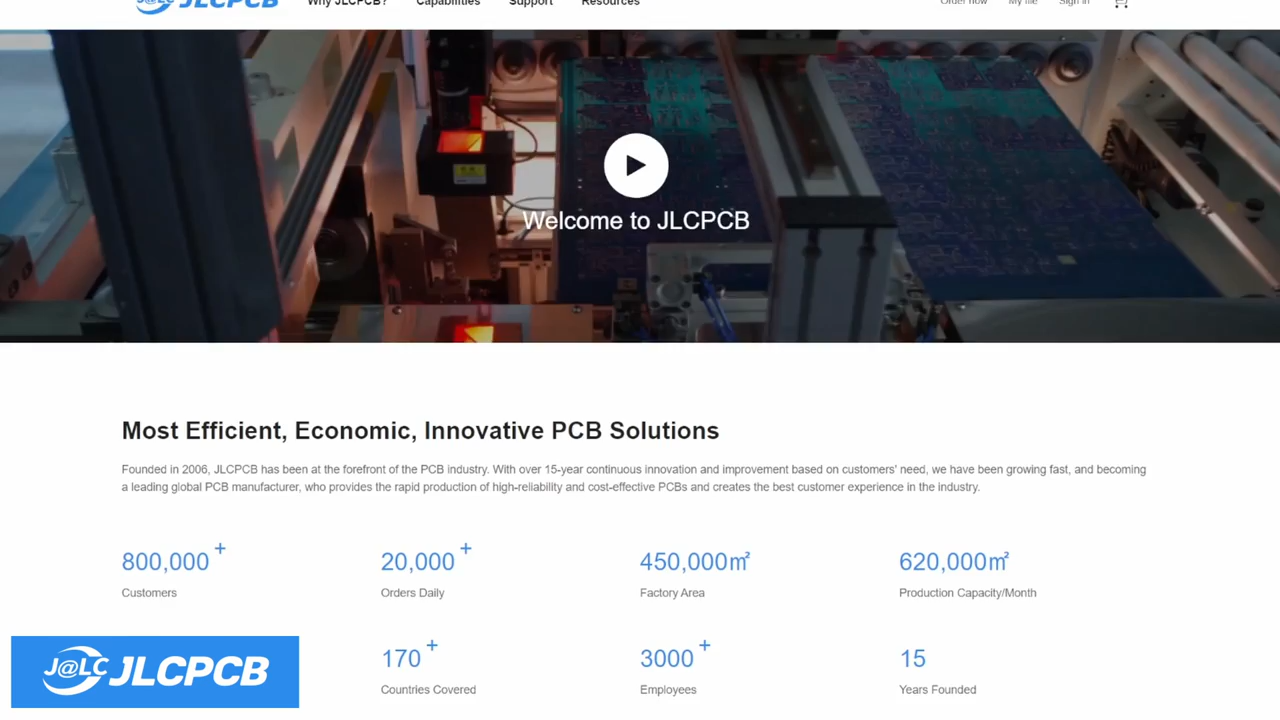 J@LC JLCPCB
Why JLCPCB?
Capabilities
Support
Resources
Order now
My file
Sign in
Welcome to JLCPCB
Most Efficient, Economic, Innovative PCB Solutions
Founded in 2006, JLCPCB has been at the forefront of the PCB industry. With over 15-year continuous innovation and improvement based on customers' need, we have been growing fast, and becoming
a leading global PCB manufacturer, who provides the rapid production of high-reliability and cost-effective PCBs and creates the best customer experience in the industry.
800,000+
20,000+
450,000㎡
620,000㎡
Customers
Orders Daily
Factory Area
Production Capacity/Month
170+
3000+
15
Countries Covered
Employees
Years Founded
J@LC JLCPCB